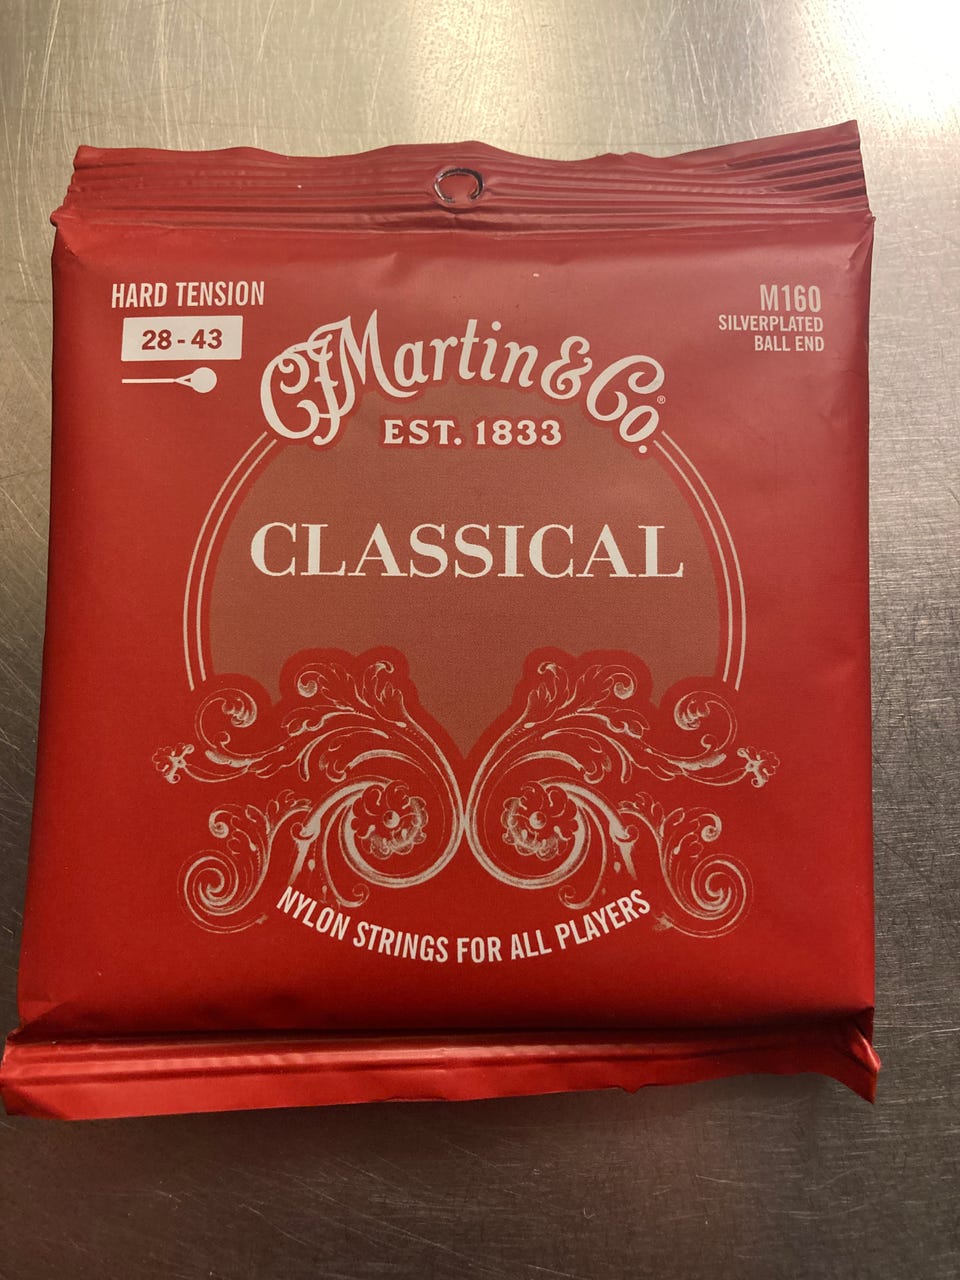 HARD TENSION
28 - 43
M160
SILVERPLATED
BALL END
CFMartin & Co.®
EST. 1833
CLASSICAL
NYLON STRINGS FOR ALL PLAYERS